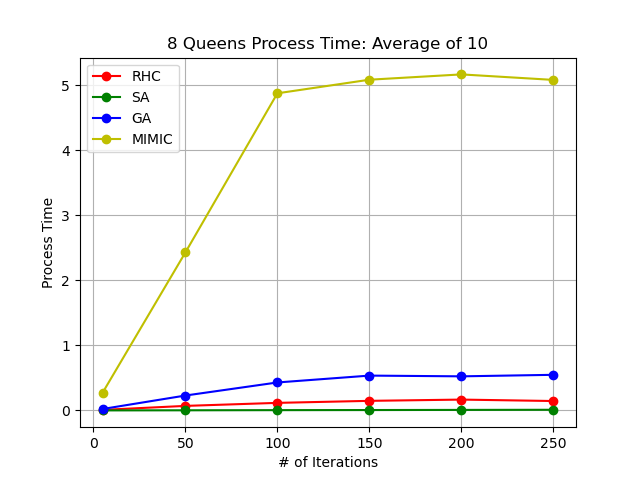 8 Queens Process Time: Average of 10
RHC
SA
GA
MIMIC
Process Time
5
4
3
2
1
0
0 50 100 150 200 250
# of Iterations